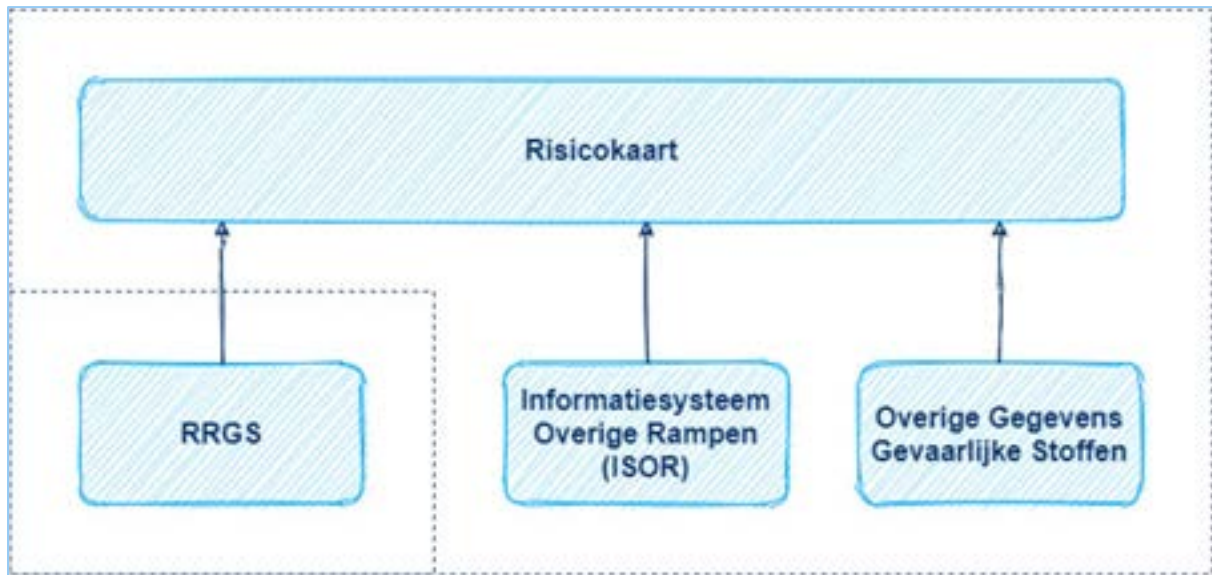 Risicokaart
RRGS
Informatiesysteem
Overige Rampen
(ISOR)
Overige Gegevens
Gevaarlijke Stoffen